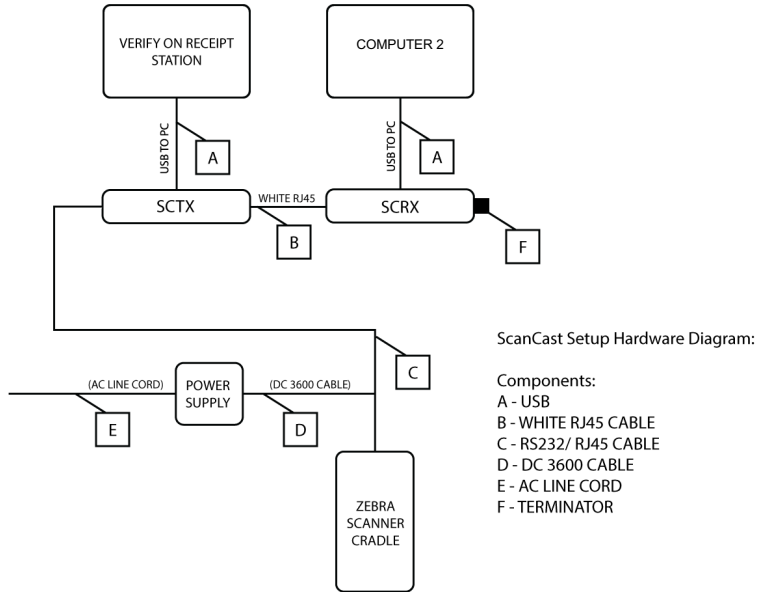 VERIFY ON RECEIPT
STATION
COMPUTER 2
USB TO PC
A
USB TO PC
A
SCTX
WHITE RJ45
SCRX
B
F
ScanCast Setup Hardware Diagram:
C
(AC LINE CORD)
POWER
SUPPLY
(DC 3600 CABLE)
E
D
Components:
A - USB
B - WHITE RJ45 CABLE
C - RS232/ RJ45 CABLE
D - DC 3600 CABLE
E - AC LINE CORD
F - TERMINATOR
ZEBRA
SCANNER
CRADLE